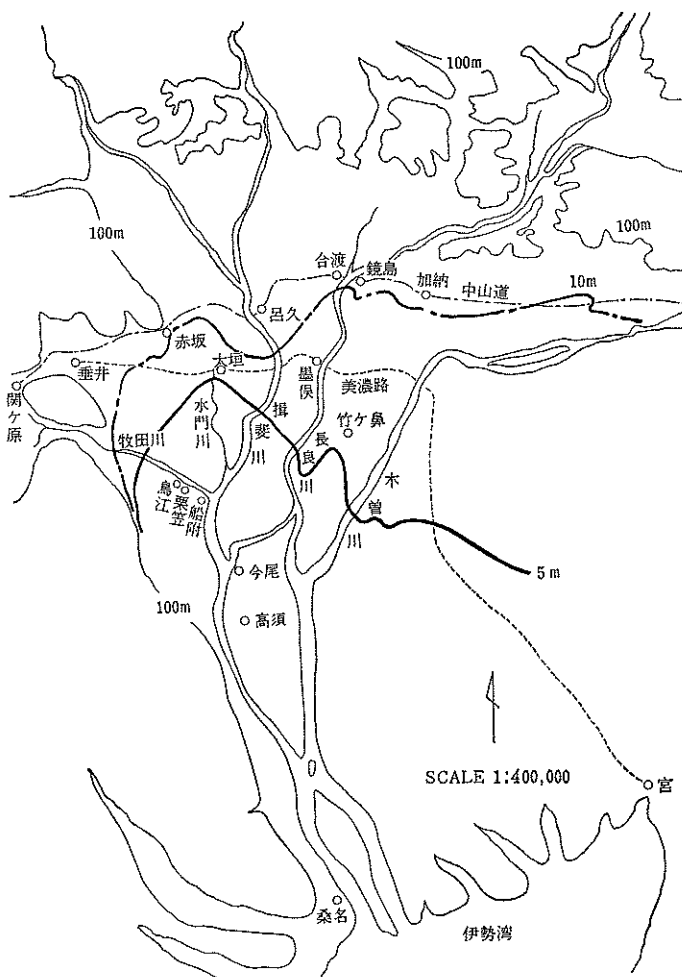 100m
100m
100m
10m
合渡
鏡島
加納
中山道
呂久
赤坂
垂井
大垣
墨俣
美濃路
関ケ原
水門川
揖斐川
竹ケ鼻
牧田川
長良川
木曽川
烏江
栗笠
船附
5m
今尾
高須
100m
SCALE 1:400,000
宮
桑名
伊勢湾